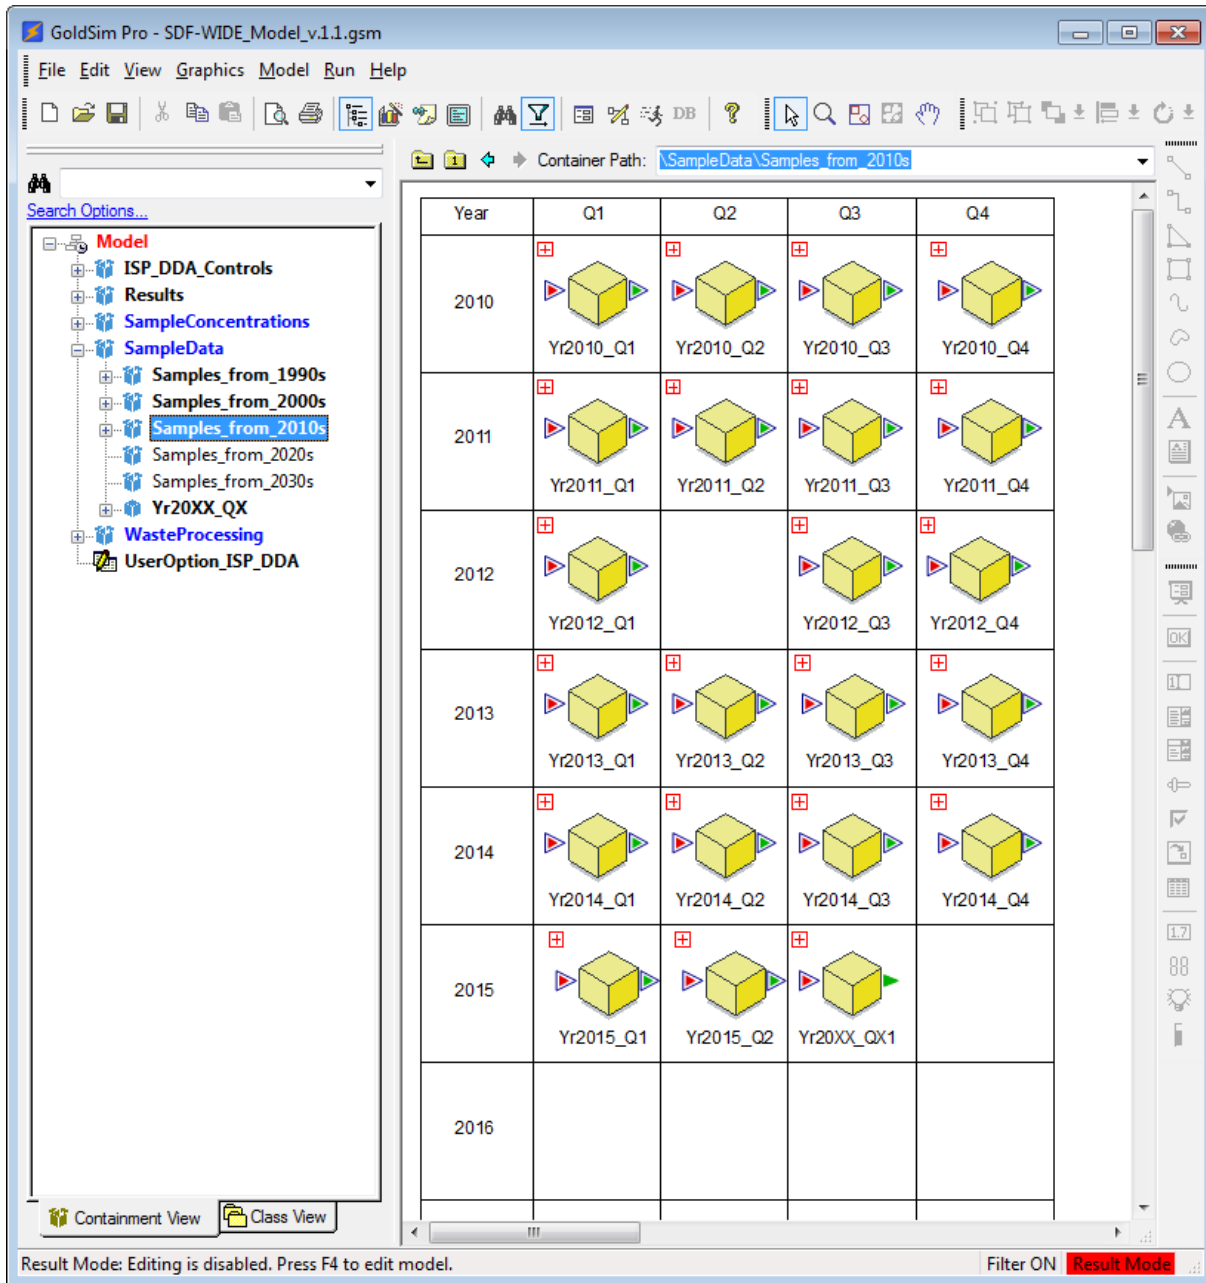 GoldSim Pro - SDF-WIDE_Model_v.1.1.gsm
File Edit View Graphics Model Run Help
DB ?
Container Path: \SampleData\Samples_from_2010s
Search Options...
Model
ISP_DDA_Controls
Results
SampleConcentrations
SampleData
Samples_from_1990s
Samples_from_2000s
Samples_from_2010s
Samples_from_2020s
Samples_from_2030s
Yr20XX_QX
WasteProcessing
UserOption_ISP_DDA
Year Q1 Q2 Q3 Q4
2010
Yr2010_Q1 Yr2010_Q2 Yr2010_Q3 Yr2010_Q4
2011
Yr2011_Q1 Yr2011_Q2 Yr2011_Q3 Yr2011_Q4
2012
Yr2012_Q1 Yr2012_Q3 Yr2012_Q4
2013
Yr2013_Q1 Yr2013_Q2 Yr2013_Q3 Yr2013_Q4
2014
Yr2014_Q1 Yr2014_Q2 Yr2014_Q3 Yr2014_Q4
2015
Yr2015_Q1 Yr2015_Q2 Yr20XX_QX1
2016
A
OK
1.7
88
Containment View Class View
Result Mode: Editing is disabled. Press F4 to edit model. Filter ON Result Mode